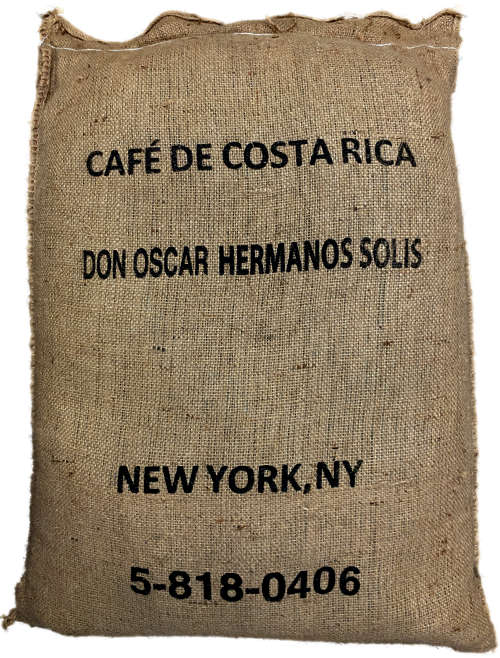 CAFÉ DE COSTA RICA
DON OSCAR HERMANOS SOLIS
NEW YORK, NY
5-818-0406